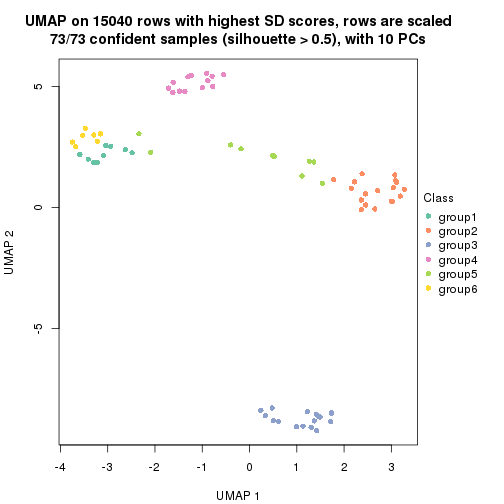 UMAP on 15040 rows with highest SD scores, rows are scaled
73/73 confident samples (silhouette > 0.5), with 10 PCs
5
0
-5
UMAP 2
-4 -3 -2 -1 0 1 2 3
UMAP 1
Class
group1
group2
group3
group4
group5
group6